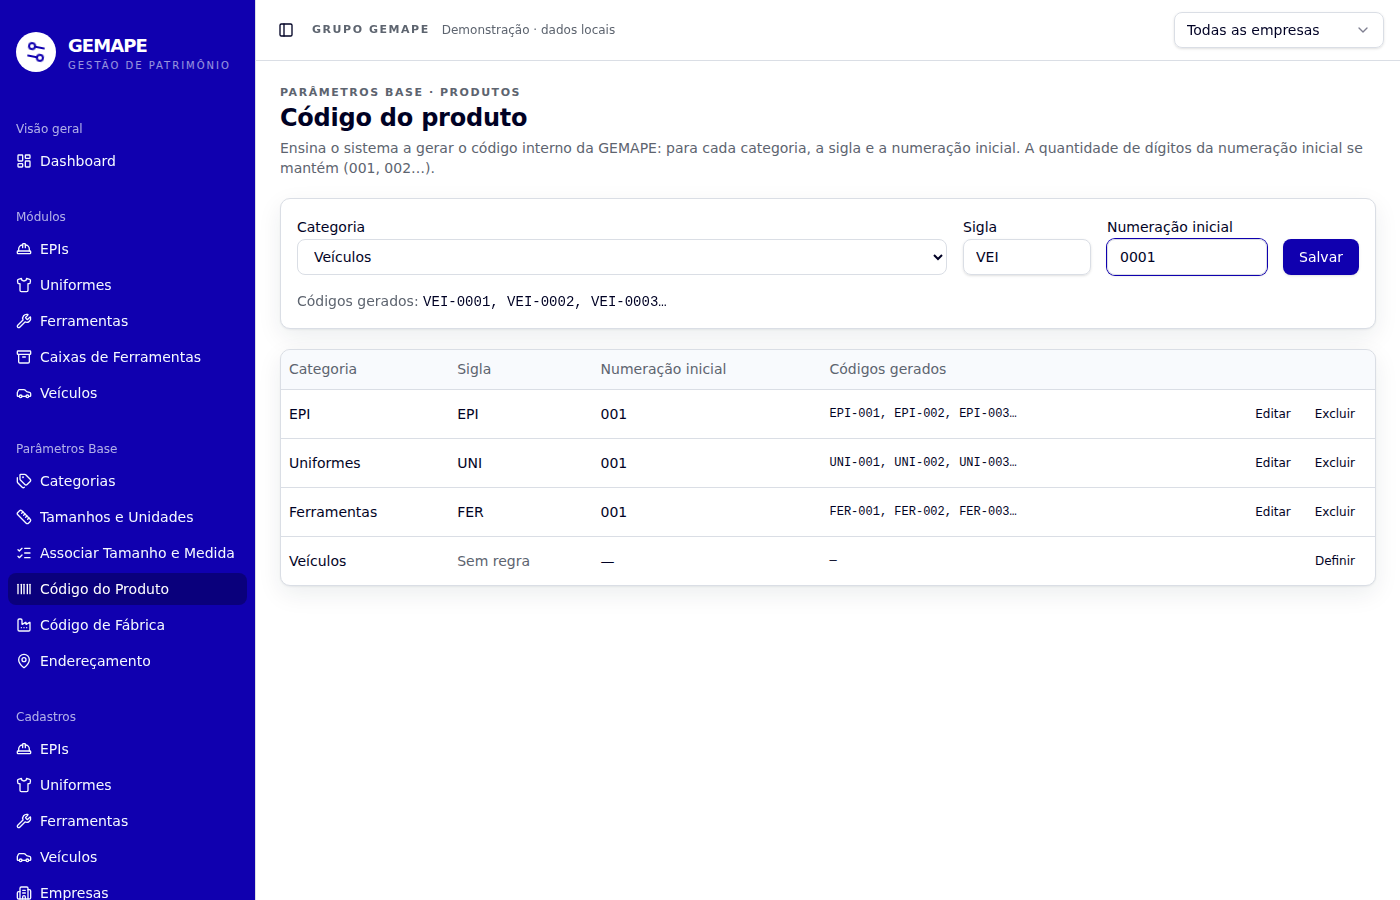 GEMAPE
GESTÃO DE PATRIMÔNIO
Visão geral
Dashboard
Módulos
EPIs
Uniformes
Ferramentas
Caixas de Ferramentas
Veículos
Parâmetros Base
Categorias
Tamanhos e Unidades
Associar Tamanho e Medida
Código do Produto
Código de Fábrica
Endereçamento
Cadastros
EPIs
Uniformes
Ferramentas
Veículos
Empresas
GRUPO GEMAPE Demonstração · dados locais
Todas as empresas
PARÂMETROS BASE · PRODUTOS
Código do produto
Ensina o sistema a gerar o código interno da GEMAPE: para cada categoria, a sigla e a numeração inicial. A quantidade de dígitos da numeração inicial se
mantém (001, 002...).
Categoria Sigla Numeração inicial
Veículos VEI 0001 Salvar
Códigos gerados: VEI-0001, VEI-0002, VEI-0003…
Categoria Sigla Numeração inicial Códigos gerados
EPI EPI 001 EPI-001, EPI-002, EPI-003… Editar Excluir
Uniformes UNI 001 UNI-001, UNI-002, UNI-003… Editar Excluir
Ferramentas FER 001 FER-001, FER-002, FER-003… Editar Excluir
Veículos Sem regra — — Definir